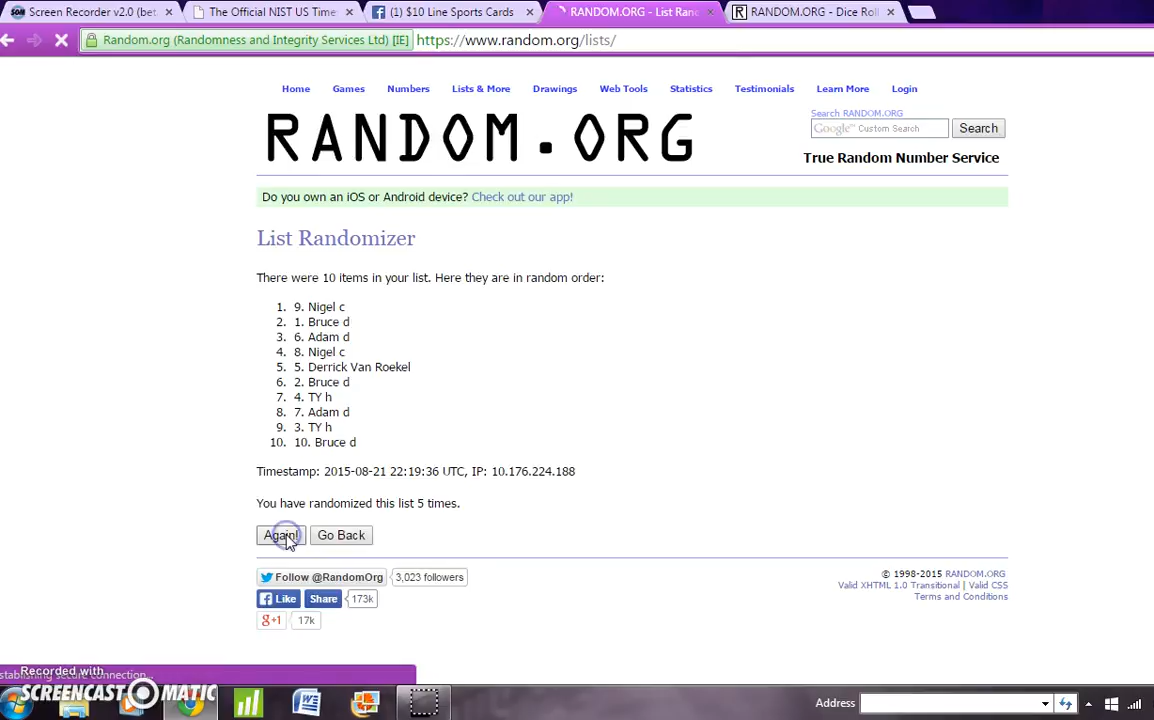 Screen Recorder v2.0 (bet × The Official NIST US Time × (1) $10 Line Sports Cards × RANDOM.ORG - List Ran × RANDOM.ORG - Dice Roll ×
Random.org (Randomness and Integrity Services Ltd) [IE] https://www.random.org/lists/
Home Games Numbers Lists & More Drawings Web Tools Statistics Testimonials Learn More Login
RANDOM.ORG
Search RANDOM.ORG
Google™ Custom Search Search
True Random Number Service
Do you own an iOS or Android device? Check out our app!
List Randomizer
There were 10 items in your list. Here they are in random order:
1. 9. Nigel c
2. 1. Bruce d
3. 6. Adam d
4. 8. Nigel c
5. 5. Derrick Van Roekel
6. 2. Bruce d
7. 4. TY h
8. 7. Adam d
9. 3. TY h
10. 10. Bruce d
Timestamp: 2015-08-21 22:19:36 UTC, IP: 10.176.224.188
You have randomized this list 5 times.
Again! Go Back
Follow @RandomOrg 3,023 followers
Like Share 173k
g+1 17k
© 1998-2015 RANDOM.ORG
Valid XHTML 1.0 Transitional | Valid CSS
Terms and Conditions
Recorded with
stablishing secure connection...
SCREENCAST MATIC
Address